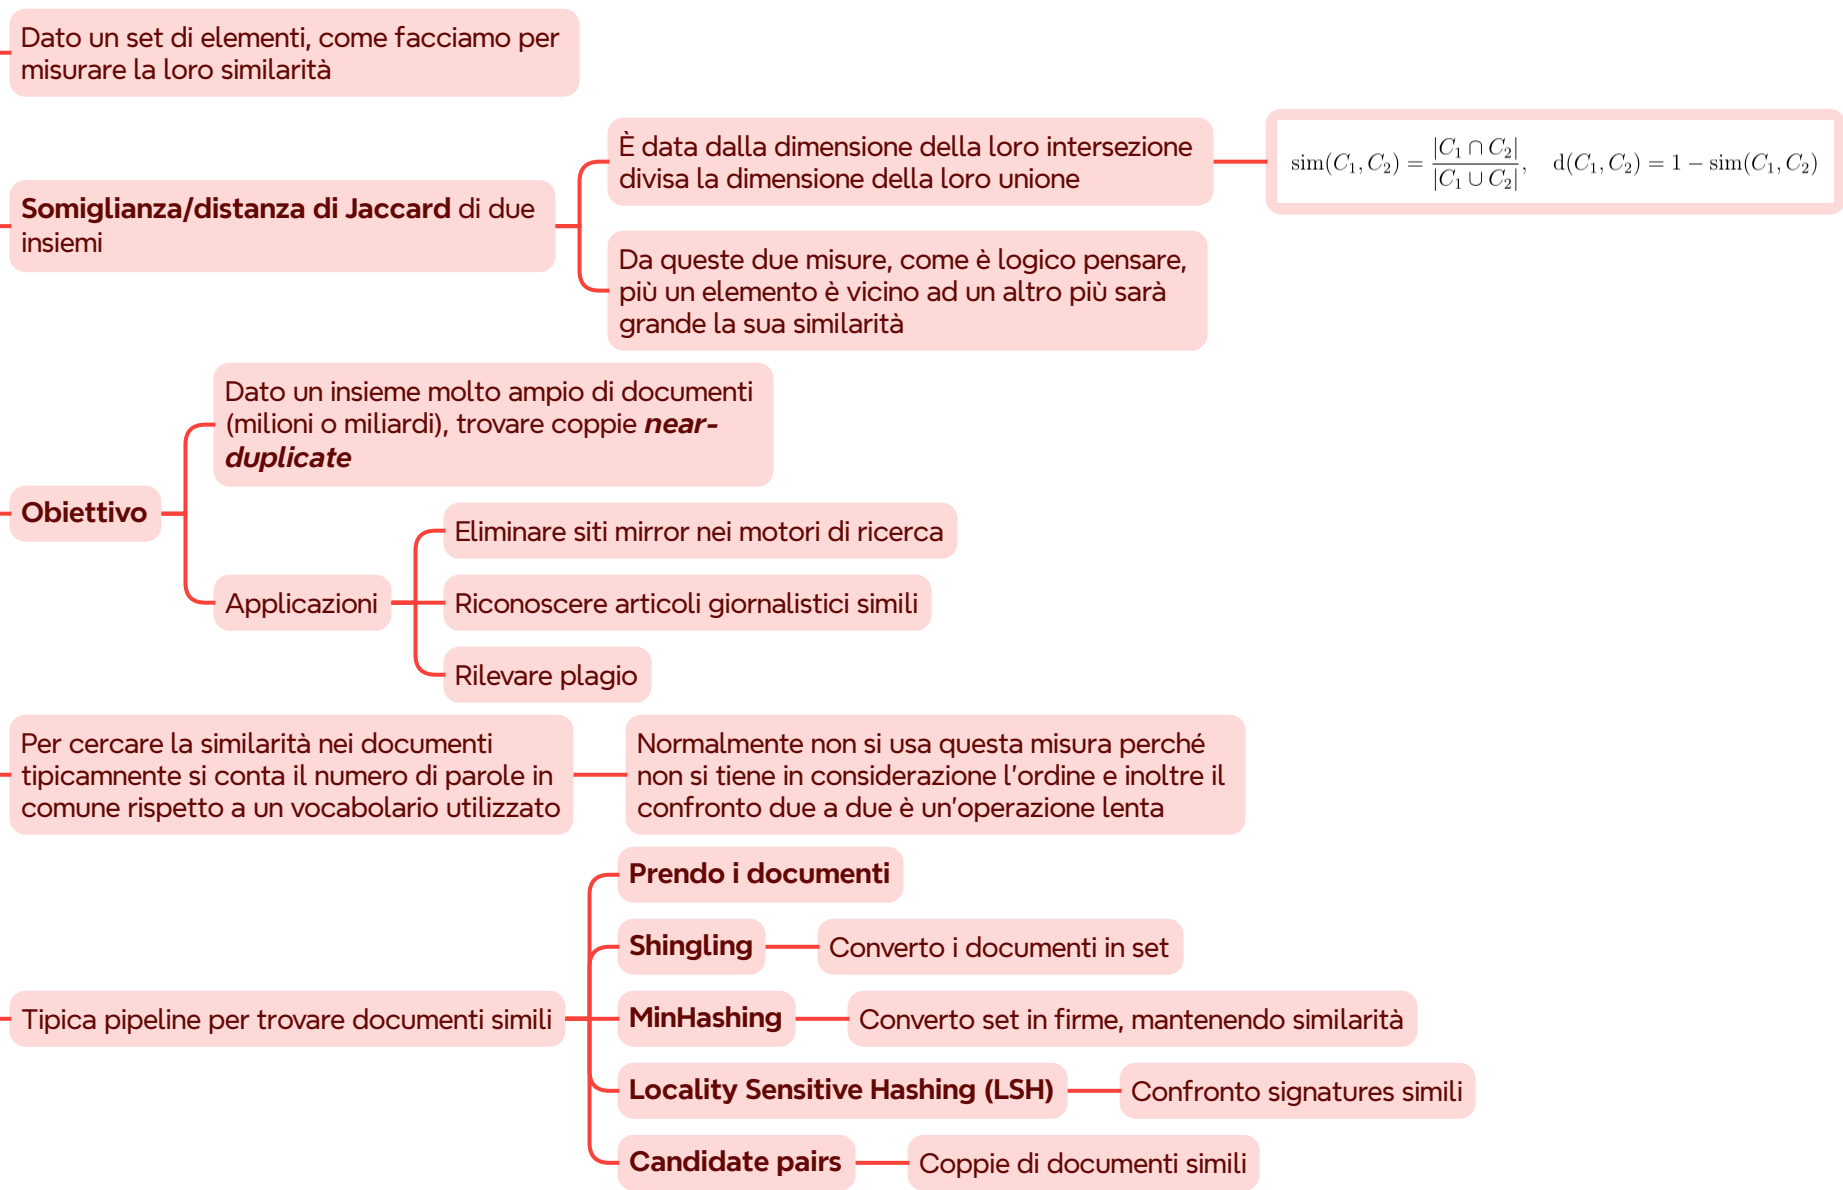 Dato un set di elementi, come facciamo per
misurare la loro similarità
Somiglianza/distanza di Jaccard di due
insiemi
È data dalla dimensione della loro intersezione
divisa la dimensione della loro unione
sim(C₁, C₂) = |C₁ ∩ C₂| / |C₁ ∪ C₂|, d(C₁, C₂) = 1 − sim(C₁, C₂)
Da queste due misure, come è logico pensare,
più un elemento è vicino ad un altro più sarà
grande la sua similarità
Obiettivo
Dato un insieme molto ampio di documenti
(milioni o miliardi), trovare coppie near-
duplicate
Applicazioni
Eliminare siti mirror nei motori di ricerca
Riconoscere articoli giornalistici simili
Rilevare plagio
Per cercare la similarità nei documenti
tipicamnente si conta il numero di parole in
comune rispetto a un vocabolario utilizzato
Normalmente non si usa questa misura perché
non si tiene in considerazione l'ordine e inoltre il
confronto due a due è un'operazione lenta
Tipica pipeline per trovare documenti simili
Prendo i documenti
Shingling
Converto i documenti in set
MinHashing
Converto set in firme, mantenendo similarità
Locality Sensitive Hashing (LSH)
Confronto signatures simili
Candidate pairs
Coppie di documenti simili